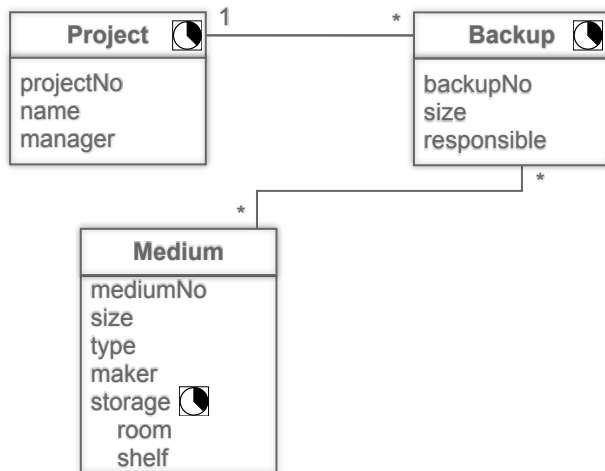 Project
1
*
Backup
projectNo
name
manager
backupNo
size
responsible
*
*
Medium
mediumNo
size
type
maker
storage
room
shelf